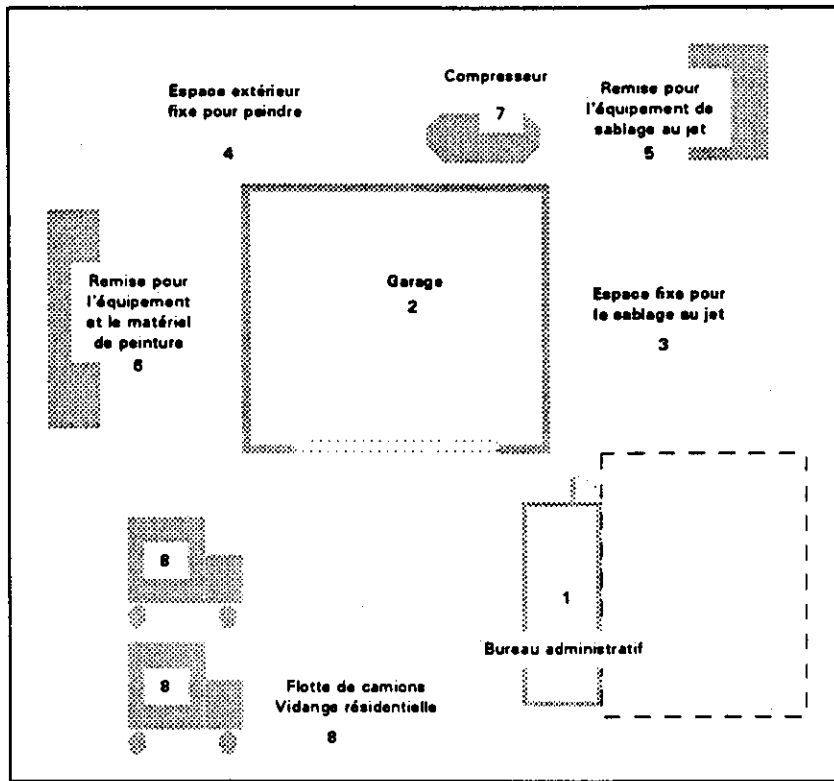 Espace extérieur
fixe pour peindre
4
Compresseur
7
Remise pour
l'équipement de
sablage au jet
5
Remise pour
l'équipement
et le matériel
de peinture
6
Garage
2
Espace fixe pour
le sablage au jet
3
8
1
Bureau administratif
8
Flotte de camions
Vidange résidentielle
8